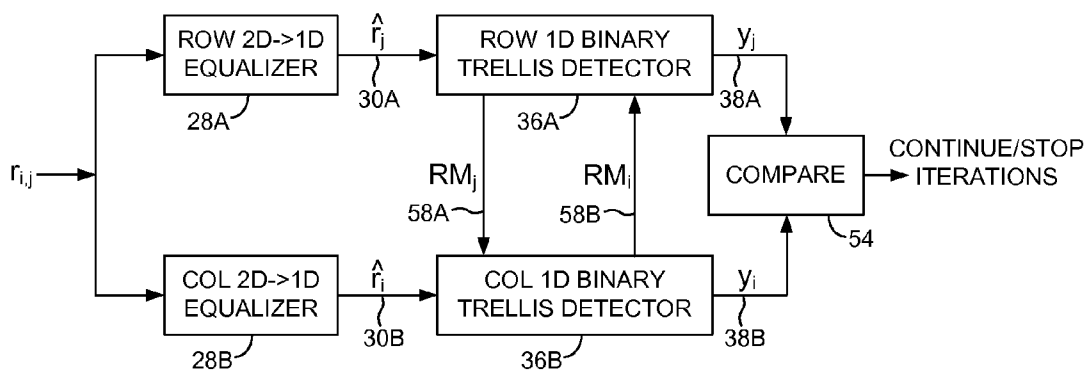 ROW 2D->1D
EQUALIZER
28A
r̂j
30A
ROW 1D BINARY
TRELLIS DETECTOR
36A
yj
38A
ri,j
RMj
58A
RMi
58B
COMPARE
54
CONTINUE/STOP
ITERATIONS
COL 2D->1D
EQUALIZER
28B
r̂i
30B
COL 1D BINARY
TRELLIS DETECTOR
36B
yi
38B